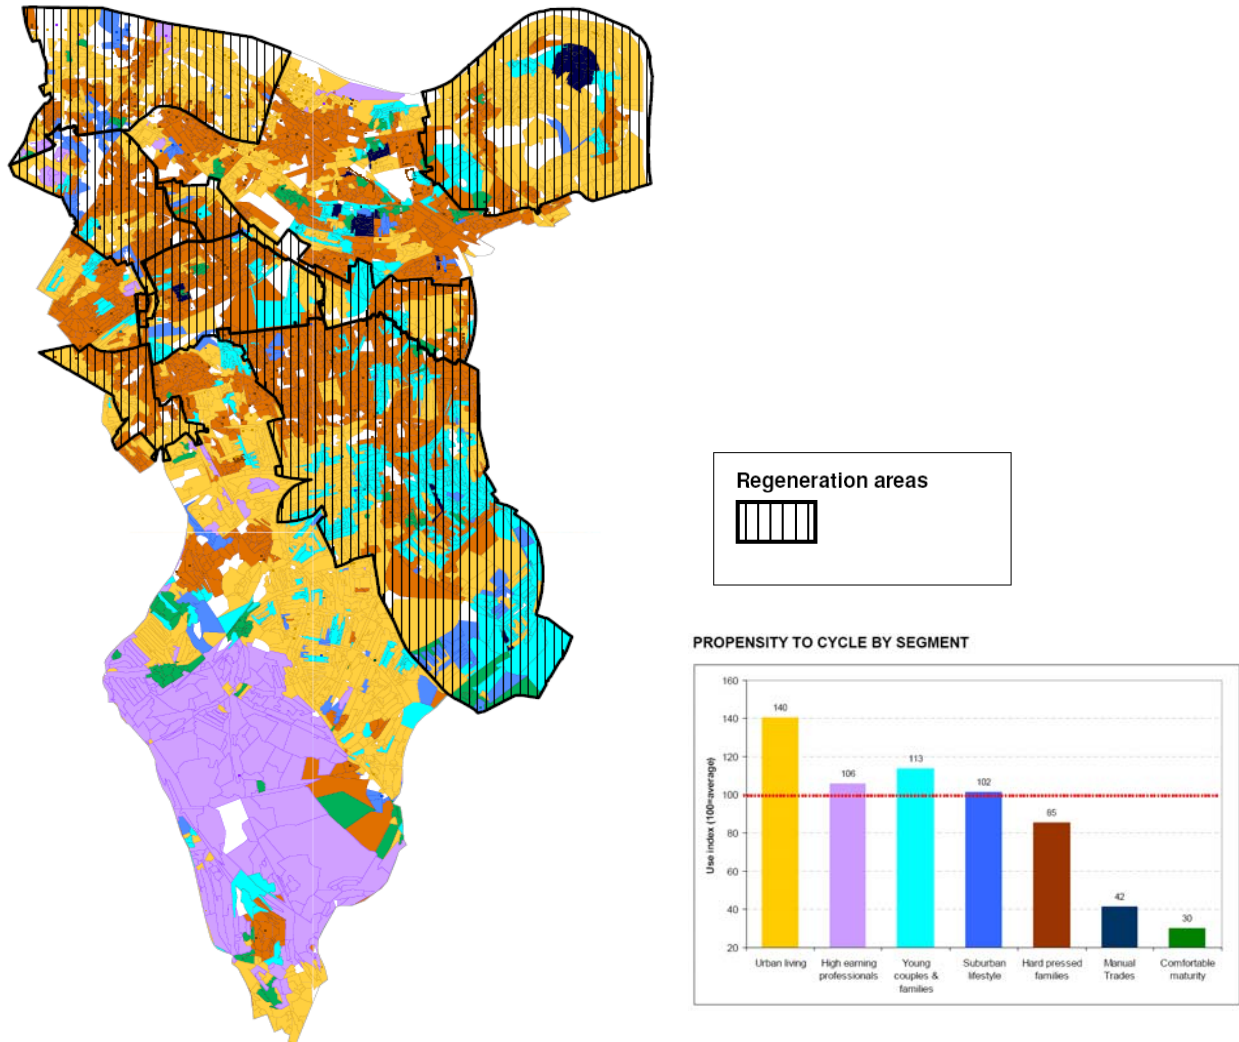 Regeneration areas
PROPENSITY TO CYCLE BY SEGMENT
Use index (100=average)
160
140
120
100
80
60
40
20
140
106
113
102
85
42
30
Urban living
High earning
professionals
Young
couples &
families
Suburban
lifestyle
Hard pressed
families
Manual
Trades
Comfortable
maturity